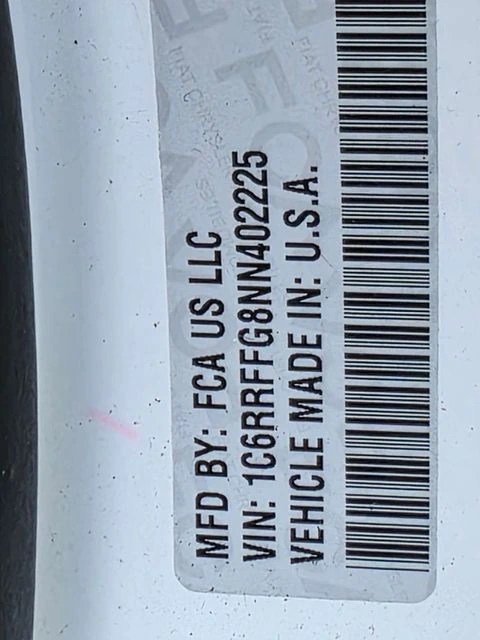 MFD BY: FCA US LLC
VIN: 1C6RRFFG8NN402225
VEHICLE MADE IN: U.S.A.